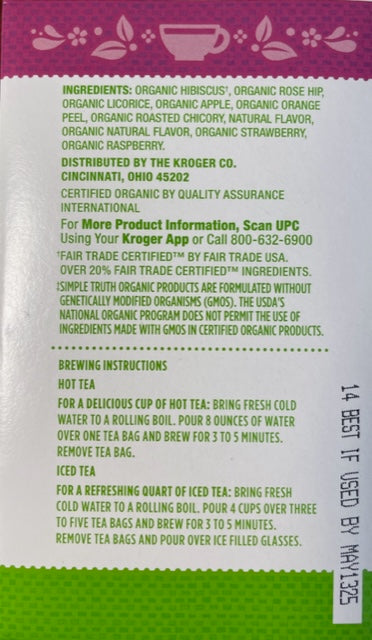 INGREDIENTS: ORGANIC HIBISCUS†, ORGANIC ROSE HIP,
ORGANIC LICORICE, ORGANIC APPLE, ORGANIC ORANGE
PEEL, ORGANIC ROASTED CHICORY, NATURAL FLAVOR,
ORGANIC NATURAL FLAVOR, ORGANIC STRAWBERRY,
ORGANIC RASPBERRY.
DISTRIBUTED BY THE KROGER CO.
CINCINNATI, OHIO 45202
CERTIFIED ORGANIC BY QUALITY ASSURANCE
INTERNATIONAL
For More Product Information, Scan UPC
Using Your Kroger App or Call 800-632-6900
†FAIR TRADE CERTIFIED™ BY FAIR TRADE USA.
OVER 20% FAIR TRADE CERTIFIED™ INGREDIENTS.
‡SIMPLE TRUTH ORGANIC PRODUCTS ARE FORMULATED WITHOUT
GENETICALLY MODIFIED ORGANISMS (GMOS). THE USDA'S
NATIONAL ORGANIC PROGRAM DOES NOT PERMIT THE USE OF
INGREDIENTS MADE WITH GMOS IN CERTIFIED ORGANIC PRODUCTS.
BREWING INSTRUCTIONS
HOT TEA
FOR A DELICIOUS CUP OF HOT TEA: BRING FRESH COLD
WATER TO A ROLLING BOIL. POUR 8 OUNCES OF WATER
OVER ONE TEA BAG AND BREW FOR 3 TO 5 MINUTES.
REMOVE TEA BAG.
ICED TEA
FOR A REFRESHING QUART OF ICED TEA: BRING FRESH
COLD WATER TO A ROLLING BOIL. POUR 4 CUPS OVER THREE
TO FIVE TEA BAGS AND BREW FOR 3 TO 5 MINUTES.
REMOVE TEA BAGS AND POUR OVER ICE FILLED GLASSES.
14 BEST IF USED BY MAY1325